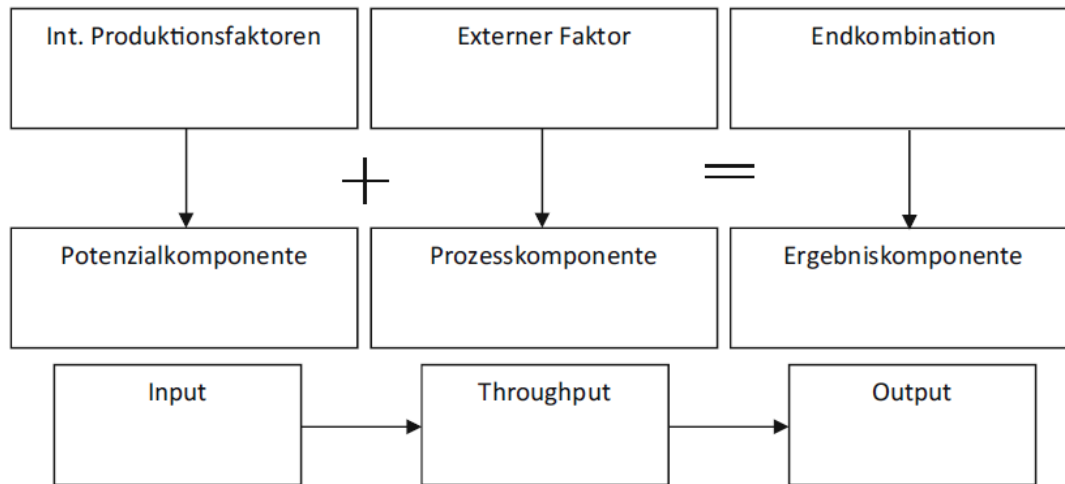 Int. Produktionsfaktoren
Externer Faktor
Endkombination
+
=
Potenzialkomponente
Prozesskomponente
Ergebniskomponente
Input
Throughput
Output